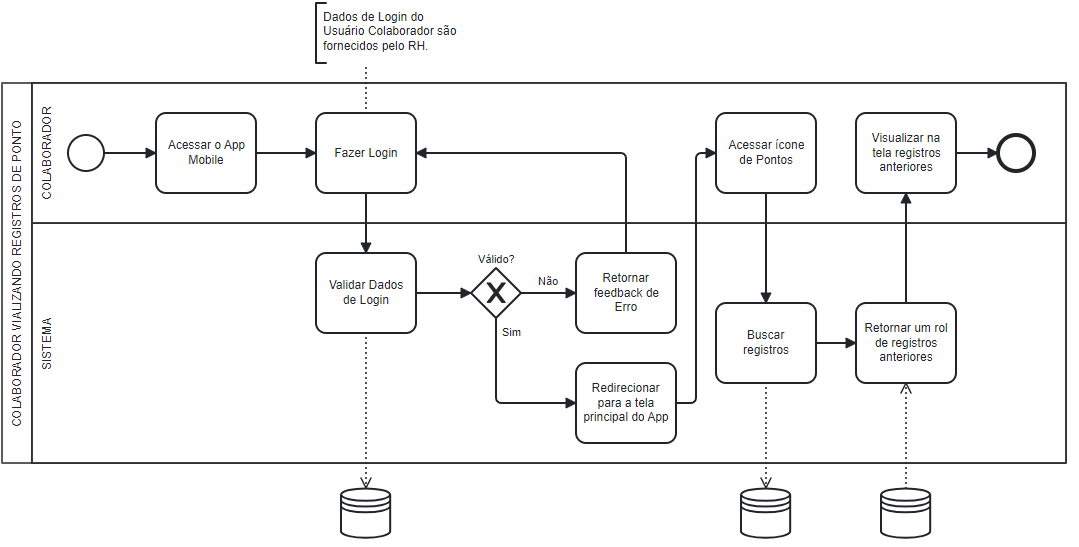 Dados de Login do
Usuário Colaborador são
fornecidos pelo RH.
COLABORADOR VIALIZANDO REGISTROS DE PONTO
COLABORADOR
Acessar o App
Mobile
Fazer Login
Acessar ícone
de Pontos
Visualizar na
tela registros
anteriores
SISTEMA
Validar Dados
de Login
Válido?
Não
Sim
Retornar
feedback de
Erro
Redirecionar
para a tela
principal do App
Buscar
registros
Retornar um rol
de registros
anteriores